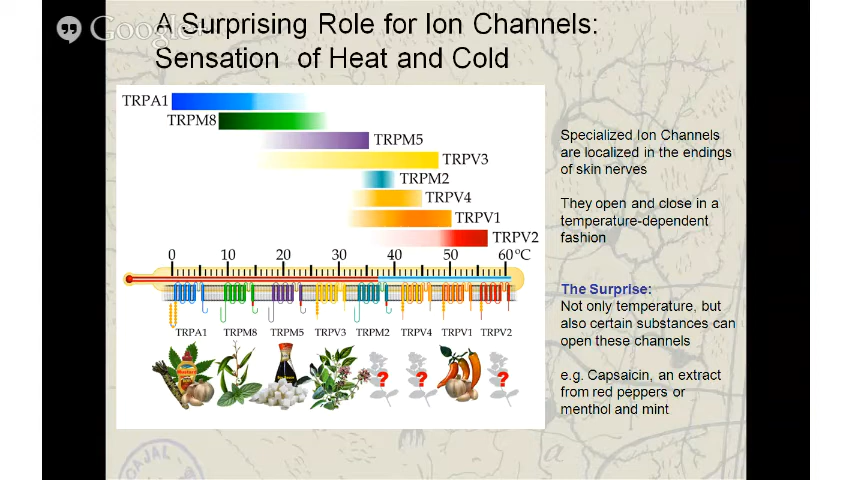 A Surprising Role for Ion Channels:
Sensation of Heat and Cold
Google+
TRPA1
TRPM8
TRPM5
TRPV3
TRPM2
TRPV4
TRPV1
TRPV2
0 10 20 30 40 50 60 °C
TRPA1 TRPM8 TRPM5 TRPV3 TRPM2 TRPV4 TRPV1 TRPV2
Mustard
? ? ?
Specialized Ion Channels
are localized in the endings
of skin nerves
They open and close in a
temperature-dependent
fashion
The Surprise:
Not only temperature, but
also certain substances can
open these channels
e.g. Capsaicin, an extract
from red peppers or
menthol and mint
CAJAL